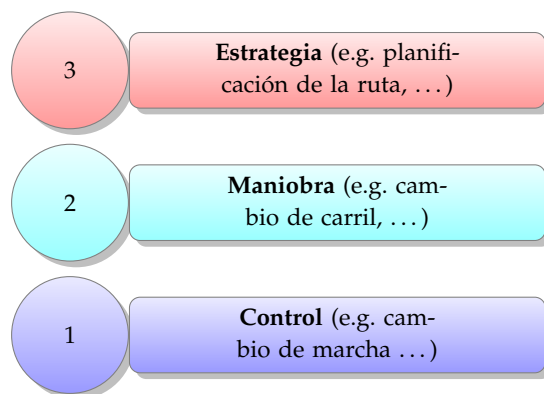 3
Estrategia (e.g. planifi-
cación de la ruta, ...)
2
Maniobra (e.g. cam-
bio de carril, ...)
1
Control (e.g. cam-
bio de marcha ...)